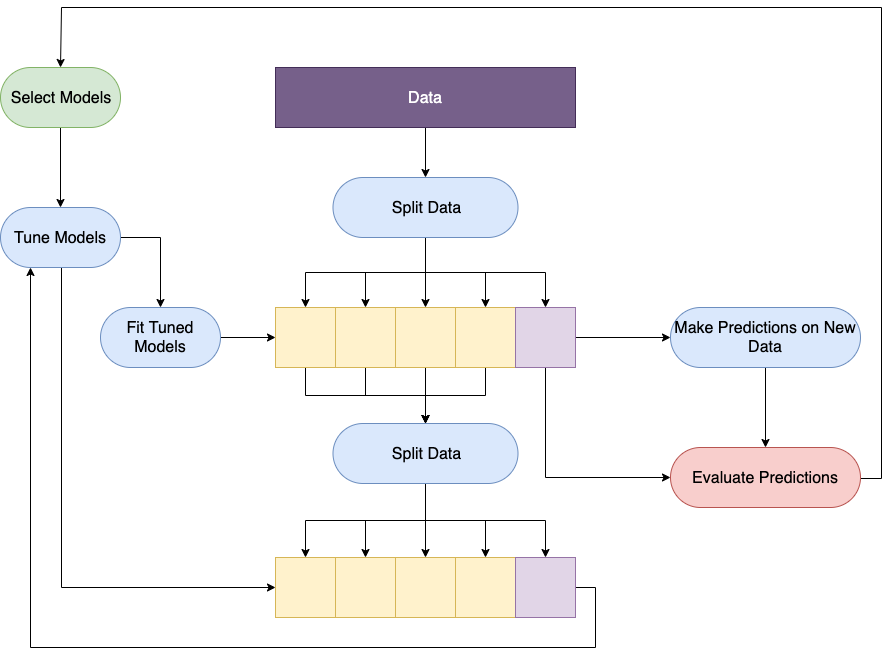 Select Models
Data
Split Data
Tune Models
Fit Tuned
Models
Make Predictions on New
Data
Split Data
Evaluate Predictions